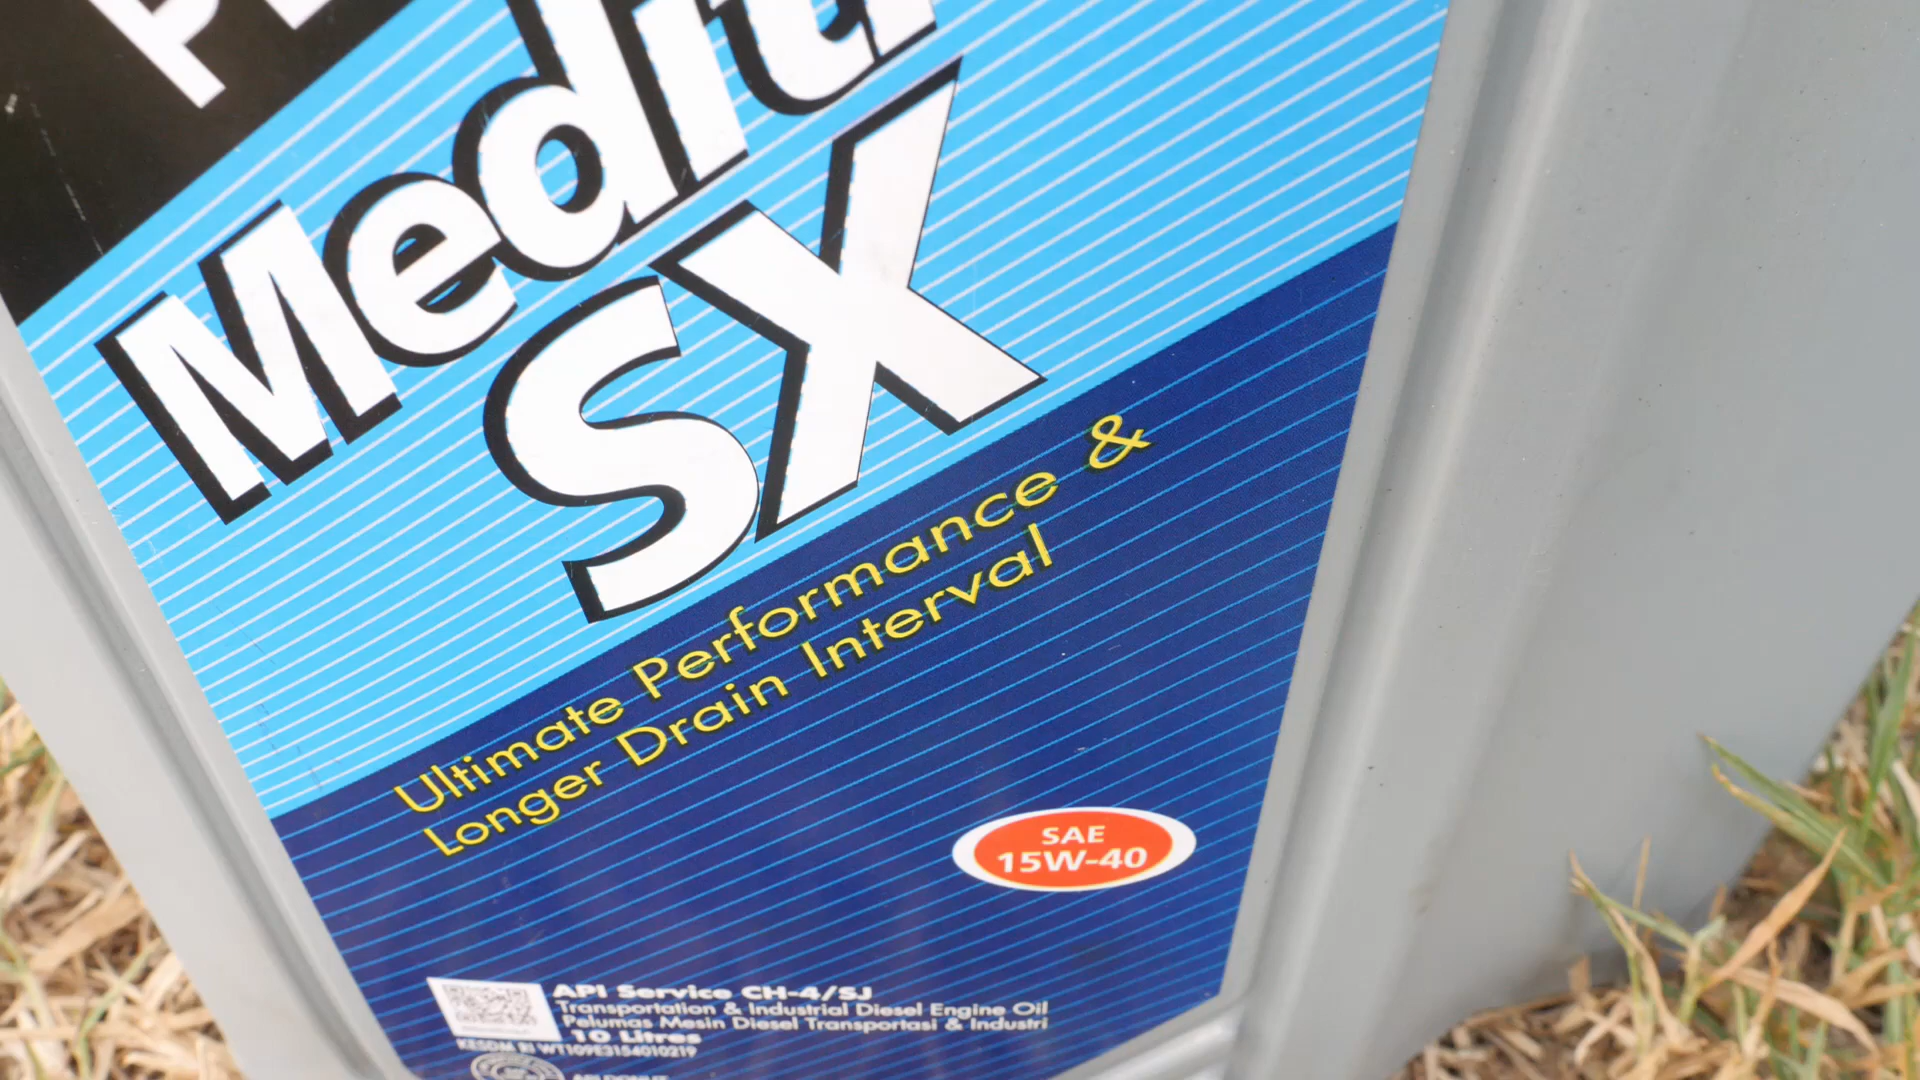 Medit
SX
Ultimate Performance &
Longer Drain Interval
SAE
15W-40
API Service CH-4/SJ
Transportation & Industrial Diesel Engine Oil
Pelumas Mesin Diesel Transportasi & Industri
10 Litres
KESDM RI WT109E3154010219